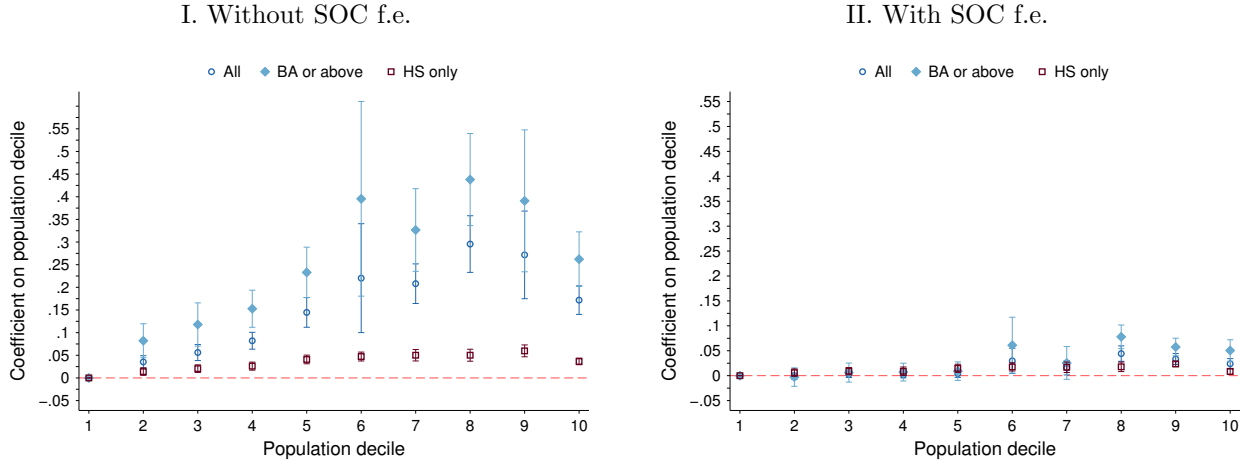 I. Without SOC f.e.
All BA or above HS only
Coefficient on population decile
.55
.5
.45
.4
.35
.3
.25
.2
.15
.1
.05
0
-.05
1 2 3 4 5 6 7 8 9 10
Population decile
II. With SOC f.e.
All BA or above HS only
Coefficient on population decile
.55
.5
.45
.4
.35
.3
.25
.2
.15
.1
.05
0
-.05
1 2 3 4 5 6 7 8 9 10
Population decile